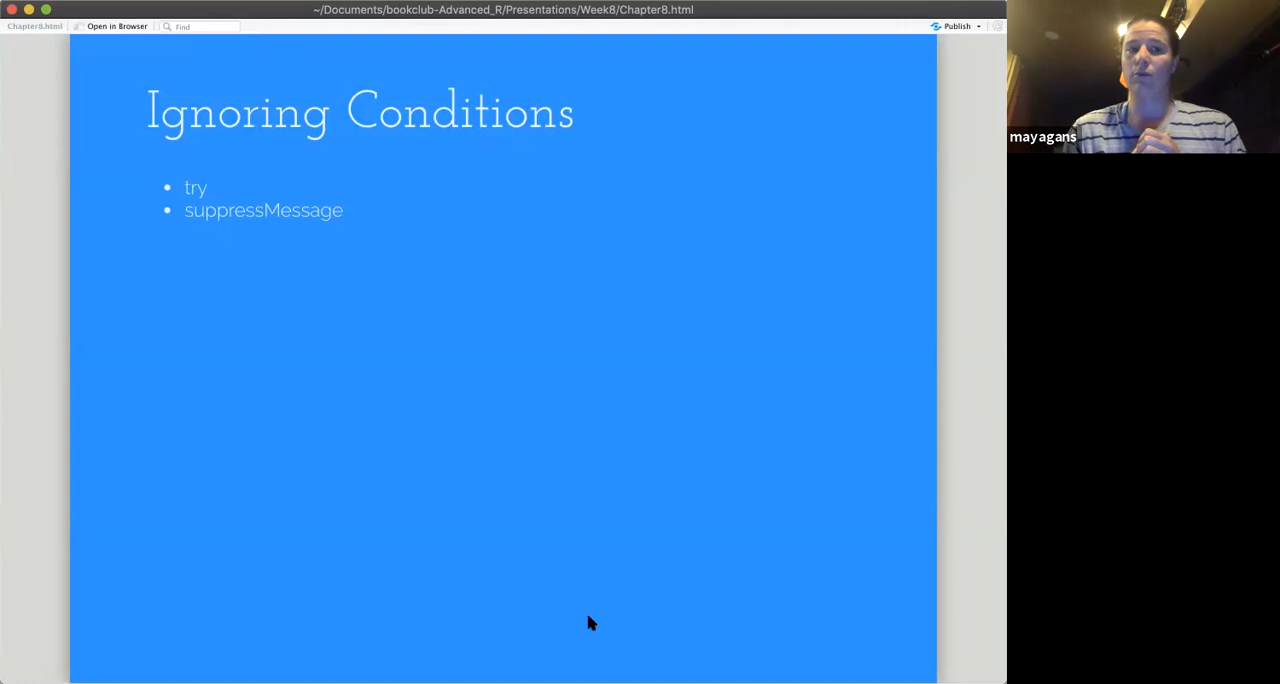 ~/Documents/bookclub-Advanced_R/Presentations/Week8/Chapter8.html
Chapter8.html
Open in Browser
Find
Publish
Ignoring Conditions
try
suppressMessage
mayagans